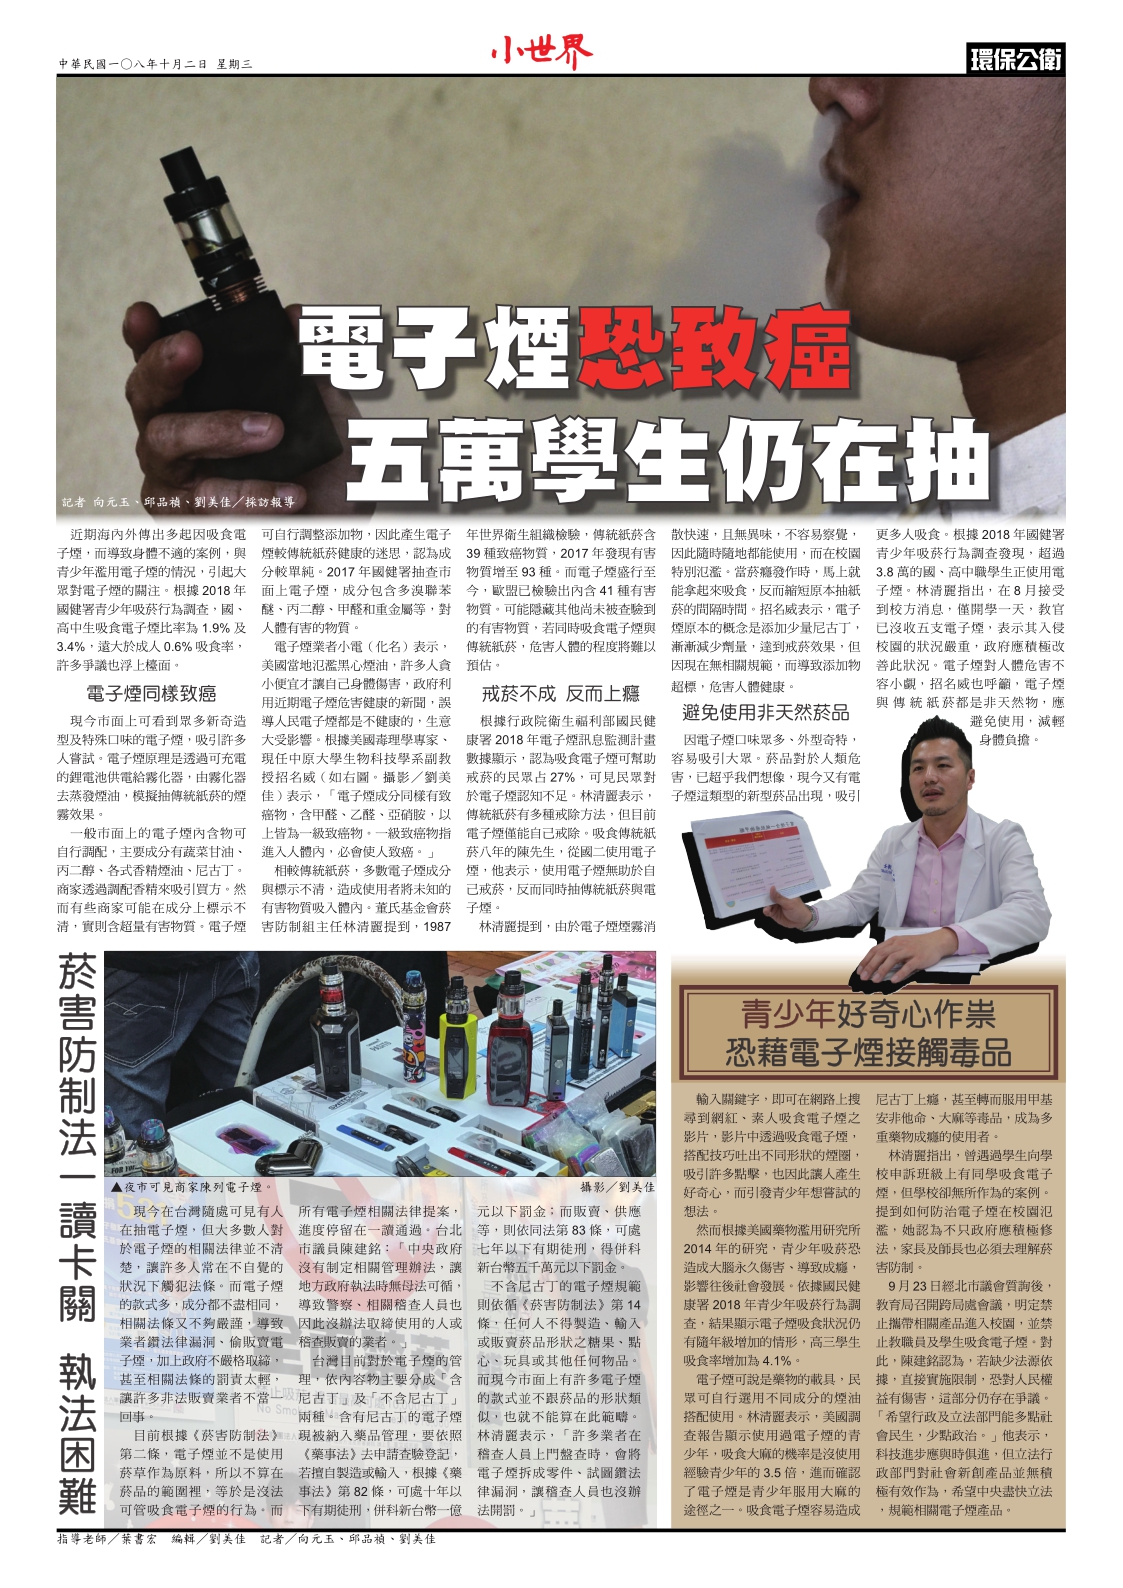 中華民國一○八年十月二日 星期三
小世界
環保公衛
電子煙恐致癌
五萬學生仍在抽
記者 向元玉、邱品禎、劉美佳／採訪報導
近期海內外傳出多起因吸食電
子煙，而導致身體不適的案例，與
青少年濫用電子煙的情況，引起大
眾對電子煙的關注。根據 2018 年
國健署青少年吸菸行為調查，國、
高中生吸食電子煙比率為 1.9% 及
3.4%，遠大於成人 0.6% 吸食率，
許多爭議也浮上檯面。
電子煙同樣致癌
現今市面上可看到眾多新奇造
型及特殊口味的電子煙，吸引許多
人嘗試。電子煙原理是透過可充電
的鋰電池供電給霧化器，由霧化器
去蒸發煙油，模擬抽傳統紙菸的煙
霧效果。
一般市面上的電子煙內含物可
自行調配，主要成分有蔬菜甘油、
丙二醇、各式香精煙油、尼古丁。
商家透過調配香精來吸引買方。然
而有些商家可能在成分上標示不
清，實則含超量有害物質。電子煙
可自行調整添加物，因此產生電子
煙較傳統紙菸健康的迷思，認為成
分較單純。2017 年國健署抽查市
面上電子煙，成分包含多溴聯苯
醚、丙二醇、甲醛和重金屬等，對
人體有害的物質。
電子煙業者小電（化名）表示，
美國當地氾濫黑心煙油，許多人貪
小便宜才讓自己身體傷害，政府利
用近期電子煙危害健康的新聞，誤
導人民電子煙都是不健康的，生意
大受影響。根據美國毒理學專家、
現任中原大學生物科技學系副教
授招名威（如右圖。攝影／劉美
佳）表示，「電子煙成分同樣有致
癌物，含甲醛、乙醛、亞硝胺，以
上皆為一級致癌物。一級致癌物指
進入人體內，必會使人致癌。」
相較傳統紙菸，多數電子煙成分
與標示不清，造成使用者將未知的
有害物質吸入體內。董氏基金會菸
害防制組主任林清麗提到，1987
年世界衛生組織檢驗，傳統紙菸含
39 種致癌物質，2017 年發現有害
物質增至 93 種。而電子煙盛行至
今，歐盟已檢驗出內含 41 種有害
物質。可能隱藏其他尚未被查驗到
的有害物質，若同時吸食電子煙與
傳統紙菸，危害人體的程度將難以
預估。
戒菸不成 反而上癮
根據行政院衛生福利部國民健
康署 2018 年電子煙訊息監測計畫
數據顯示，認為吸食電子煙可幫助
戒菸的民眾占 27%，可見民眾對
於電子煙認知不足。林清麗表示，
傳統紙菸有多種戒除方法，但目前
電子煙僅能自己戒除。吸食傳統紙
菸八年的陳先生，從國二使用電子
煙，他表示，使用電子煙無助於自
己戒菸，反而同時抽傳統紙菸與電
子煙。
林清麗提到，由於電子煙煙霧消
散快速，且無異味，不容易察覺，
因此隨時隨地都能使用，而在校園
特別氾濫。當菸癮發作時，馬上就
能拿起來吸食，反而縮短原本抽紙
菸的間隔時間。招名威表示，電子
煙原本的概念是添加少量尼古丁，
漸漸減少劑量，達到戒菸效果，但
因現在無相關規範，而導致添加物
超標，危害人體健康。
避免使用非天然菸品
因電子煙口味眾多、外型奇特，
容易吸引大眾。菸品對於人類危
害，已超乎我們想像，現今又有電
子煙這類型的新型菸品出現，吸引
更多人吸食。根據 2018 年國健署
青少年吸菸行為調查發現，超過
3.8 萬的國、高中職學生正使用電
子煙。林清麗指出，在 8 月接受
到校方消息，僅開學一天，教官
已沒收五支電子煙，表示其入侵
校園的狀況嚴重，政府應積極改
善此狀況。電子煙對人體危害不
容小覷，招名威也呼籲，電子煙
與傳統紙菸都是非天然物，應
避免使用，減輕
身體負擔。
菸害防制法一讀卡關 執法困難
▲夜市可見商家陳列電子煙。 攝影／劉美佳
現今在台灣隨處可見有人
在抽電子煙，但大多數人對
於電子煙的相關法律並不清
楚，讓許多人常在不自覺的
狀況下觸犯法條。而電子煙
的款式多，成分都不盡相同，
相關法條又不夠嚴謹，導致
業者鑽法律漏洞、偷販賣電
子煙，加上政府不嚴格取締，
甚至相關法條的罰責太輕，
讓許多非法販賣業者不當一
回事。
目前根據《菸害防制法》
第二條，電子煙並不是使用
菸草作為原料，所以不算在
菸品的範圍裡，等於是沒法
可管吸食電子煙的行為。而
所有電子煙相關法律提案，
進度停留在一讀通過。台北
市議員陳建銘：「中央政府
沒有制定相關管理辦法，讓
地方政府執法時無母法可循，
導致警察、相關稽查人員也
因此沒辦法取締使用的人或
稽查販賣的業者。」
台灣目前對於電子煙的管
理，依內容物主要分成「含
尼古丁」及「不含尼古丁」
兩種。含有尼古丁的電子煙
現被納入藥品管理，要依照
《藥事法》去申請查驗登記，
若擅自製造或輸入，根據《藥
事法》第 82 條，可處十年以
下有期徒刑，併科新台幣一億
元以下罰金；而販賣、供應
等，則依同法第 83 條，可處
七年以下有期徒刑，得併科
新台幣五千萬元以下罰金。
不含尼古丁的電子煙規範
則依循《菸害防制法》第 14
條，任何人不得製造、輸入
或販賣菸品形狀之糖果、點
心、玩具或其他任何物品。
而現今市面上有許多電子煙
的款式並不跟菸品的形狀類
似，也就不能算在此範疇。
林清麗表示，「許多業者在
稽查人員上門盤查時，會將
電子煙拆成零件、試圖鑽法
律漏洞，讓稽查人員也沒辦
法開罰。」
青少年好奇心作祟
恐藉電子煙接觸毒品
輸入關鍵字，即可在網路上搜
尋到網紅、素人吸食電子煙之
影片，影片中透過吸食電子煙，
搭配技巧吐出不同形狀的煙圈，
吸引許多點擊，也因此讓人產生
好奇心，而引發青少年想嘗試的
想法。
然而根據美國藥物濫用研究所
2014 年的研究，青少年吸菸恐
造成大腦永久傷害、導致成癮，
影響往後社會發展。依據國民健
康署 2018 年青少年吸菸行為調
查，結果顯示電子煙吸食狀況仍
有隨年級增加的情形，高三學生
吸食率增加為 4.1%。
電子煙可說是藥物的載具，民
眾可自行選用不同成分的煙油
搭配使用。林清麗表示，美國調
查報告顯示使用過電子煙的青
少年，吸食大麻的機率是沒使用
經驗青少年的 3.5 倍，進而確認
了電子煙是青少年服用大麻的
途徑之一。吸食電子煙容易造成
尼古丁上癮，甚至轉而服用甲基
安非他命、大麻等毒品，成為多
重藥物成癮的使用者。
林清麗指出，曾遇過學生向學
校申訴班級上有同學吸食電子
煙，但學校卻無所作為的案例。
提到如何防治電子煙在校園氾
濫，她認為不只政府應積極修
法，家長及師長也必須去理解菸
害防制。
9 月 23 日經北市議會質詢後，
教育局召開跨局處會議，明定禁
止攜帶相關產品進入校園，並禁
止教職員及學生吸食電子煙。對
此，陳建銘認為，若缺少法源依
據，直接實施限制，恐對人民權
益有傷害，這部分仍存在爭議。
「希望行政及立法部門能多點社
會民生，少點政治。」他表示，
科技進步應與時俱進，但立法行
政部門對社會新創產品並無積
極有效作為，希望中央盡快立法
，規範相關電子煙產品。
指導老師／葉書宏 編輯／劉美佳 記者／向元玉、邱品禎、劉美佳